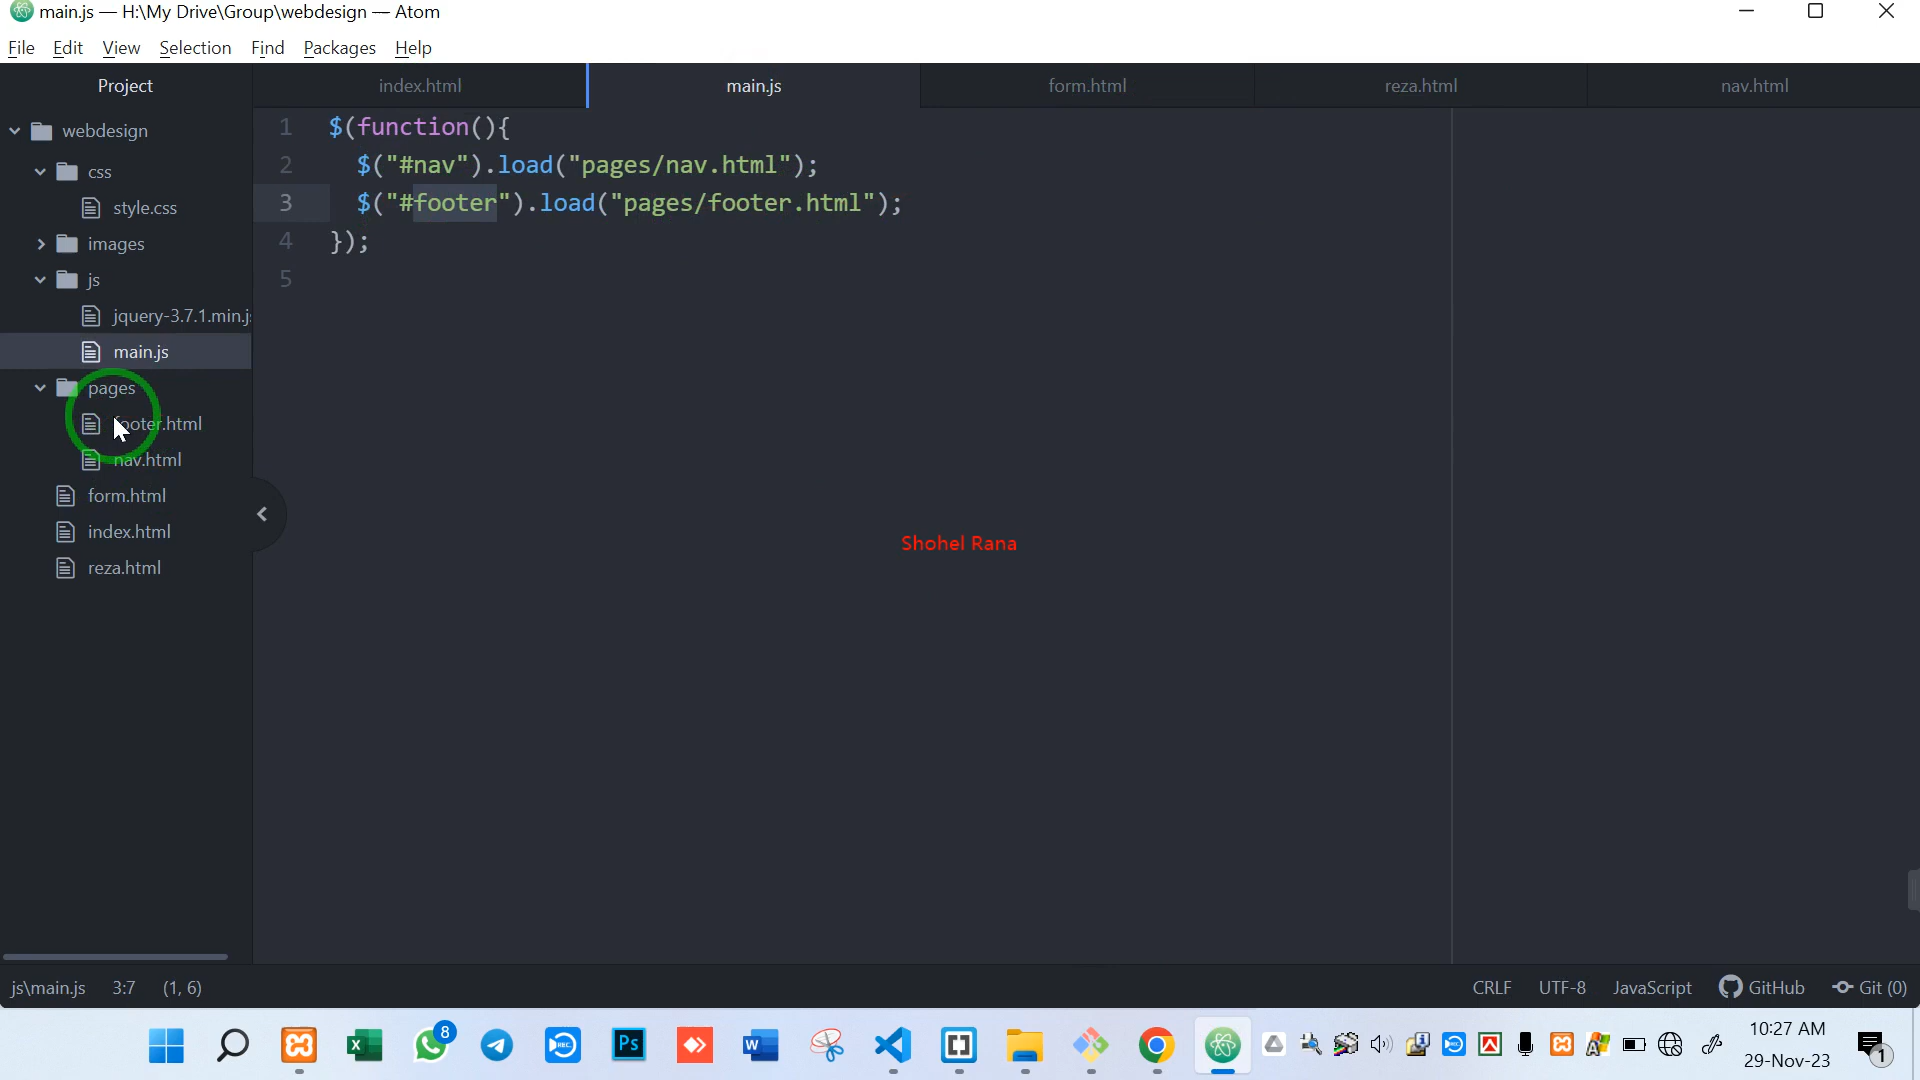 main.js — H:\My Drive\Group\webdesign — Atom
File Edit View Selection Find Packages Help
Project
index.html
main.js
form.html
reza.html
nav.html
webdesign
css
style.css
images
js
jquery-3.7.1.min.j
main.js
pages
footer.html
nav.html
form.html
index.html
reza.html
1 $(function(){
2 $("#nav").load("pages/nav.html");
3 $("#footer").load("pages/footer.html");
4 });
5
Shohel Rana
js\main.js 3:7 (1, 6)
CRLF UTF-8 JavaScript GitHub Git (0)
8
REC
Ps
W
X
10:27 AM
29-Nov-23
1